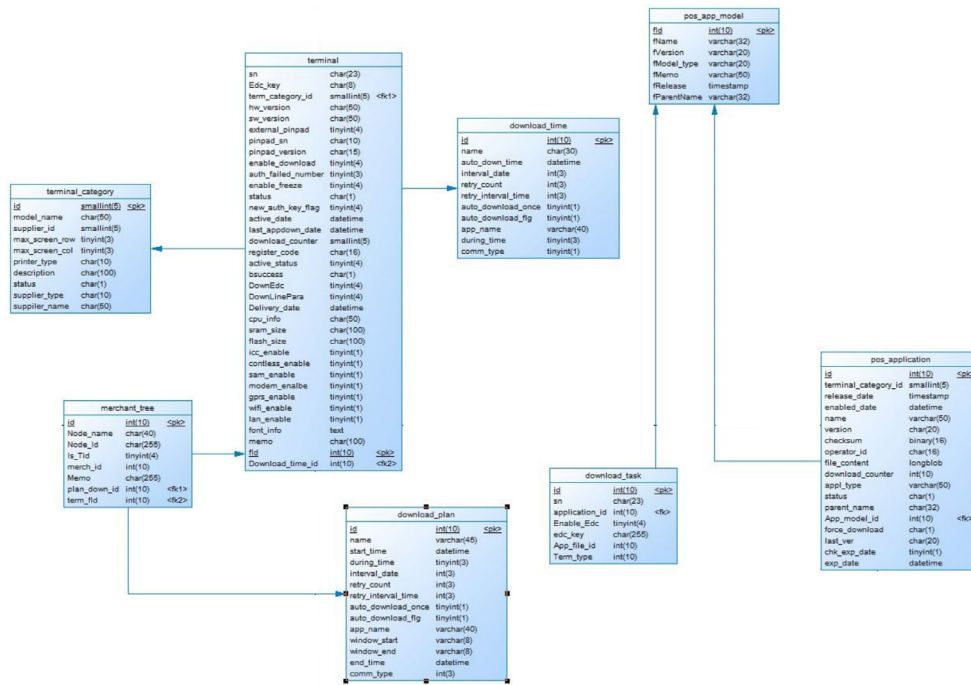 pos_app_model
fId int(10) <pk>
fName varchar(32)
fVersion varchar(20)
fModel_type varchar(20)
fMemo varchar(50)
fRelease timestamp
fParentName varchar(32)
terminal
sn char(23)
Edc_key char(8)
term_category_id smallint(5) <fk1>
hw_version char(50)
sw_version char(50)
external_pinpad tinyint(4)
pinpad_sn char(10)
pinpad_version char(15)
enable_download tinyint(4)
auth_failed_number tinyint(3)
enable_freeze tinyint(4)
status char(1)
new_auth_key_flag tinyint(4)
active_date datetime
last_appdown_date datetime
download_counter smallint(5)
register_code char(16)
active_status tinyint(4)
bsuccess char(1)
DownEdc tinyint(4)
DownLinePara tinyint(4)
Delivery_date datetime
cpu_info char(50)
sram_size char(100)
flash_size char(100)
icc_enable tinyint(1)
contless_enable tinyint(1)
sam_enable tinyint(1)
modem_enalbe tinyint(1)
gprs_enable tinyint(1)
wifi_enable tinyint(1)
lan_enable tinyint(1)
font_info text
memo char(100)
fId int(10) <pk>
Download_time_id int(10) <fk2>
download_time
id int(10) <pk>
name char(30)
auto_down_time datetime
interval_date int(3)
retry_count int(3)
retry_interval_time int(3)
auto_download_once tinyint(1)
auto_download_flg tinyint(1)
app_name varchar(40)
during_time tinyint(3)
comm_type tinyint(1)
terminal_category
id smallint(5) <pk>
model_name char(50)
supplier_id smallint(5)
max_screen_row tinyint(3)
max_screen_col tinyint(3)
printer_type char(10)
description char(100)
status char(1)
supplier_type char(10)
suppiler_name char(50)
pos_application
id int(10) <pk>
terminal_category_id smallint(5)
release_date timestamp
enabled_date datetime
name varchar(50)
version char(20)
checksum binary(16)
operator_id char(16)
file_content longblob
download_counter int(10)
appl_type varchar(50)
status char(1)
parent_name char(32)
App_model_id int(10) <fk>
force_download char(1)
last_ver char(20)
chk_exp_date tinyint(1)
exp_date datetime
merchant_tree
id int(10) <pk>
Node_name char(40)
Node_Id char(255)
Is_Tid tinyint(4)
merch_id int(10)
Memo char(255)
plan_down_id int(10) <fk1>
term_fId int(10) <fk2>
download_task
id int(10) <pk>
sn char(23)
application_id int(10) <fk>
Enable_Edc tinyint(4)
edc_key char(255)
App_file_id int(10)
Term_type int(10)
download_plan
id int(10) <pk>
name varchar(45)
start_time datetime
during_time tinyint(3)
interval_date int(3)
retry_count int(3)
retry_interval_time int(3)
auto_download_once tinyint(1)
auto_download_flg tinyint(1)
app_name varchar(40)
window_start varchar(8)
window_end varchar(8)
end_time datetime
comm_type int(3)